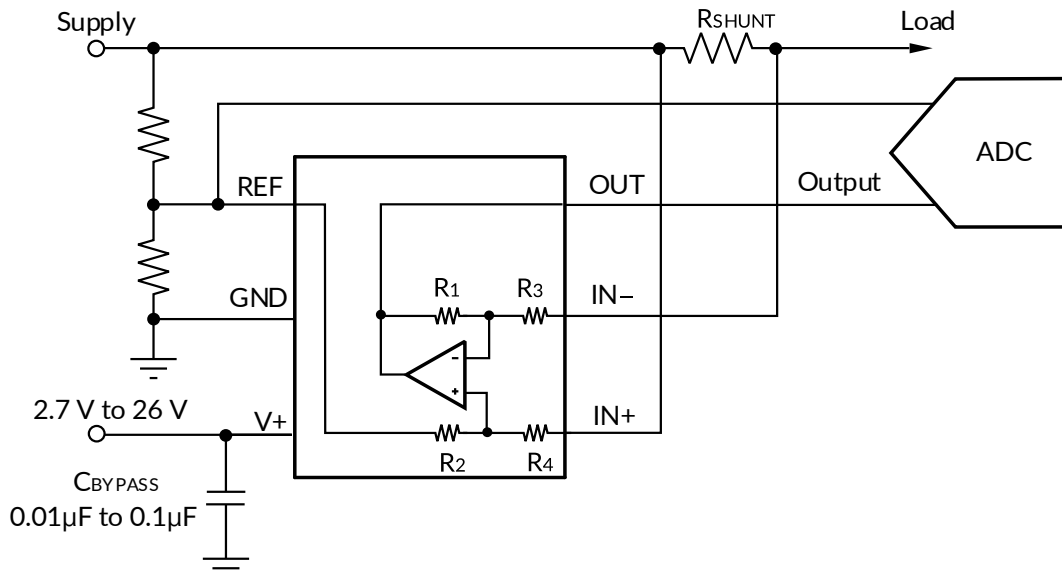 Supply
RSHUNT
Load
ADC
REF
OUT
Output
GND
R1
R3
IN−
-
+
2.7 V to 26 V
V+
R2
R4
IN+
CBYPASS
0.01µF to 0.1µF